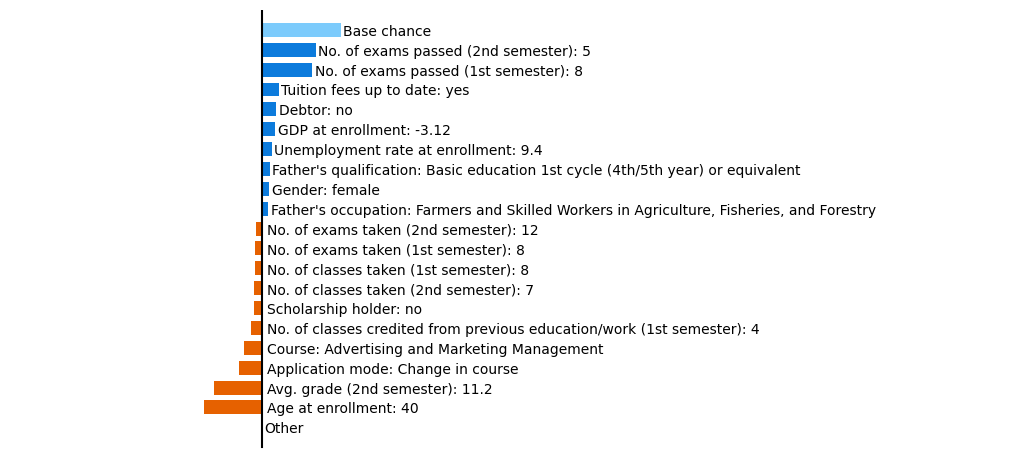 Base chance
No. of exams passed (2nd semester): 5
No. of exams passed (1st semester): 8
Tuition fees up to date: yes
Debtor: no
GDP at enrollment: -3.12
Unemployment rate at enrollment: 9.4
Father's qualification: Basic education 1st cycle (4th/5th year) or equivalent
Gender: female
Father's occupation: Farmers and Skilled Workers in Agriculture, Fisheries, and Forestry
No. of exams taken (2nd semester): 12
No. of exams taken (1st semester): 8
No. of classes taken (1st semester): 8
No. of classes taken (2nd semester): 7
Scholarship holder: no
No. of classes credited from previous education/work (1st semester): 4
Course: Advertising and Marketing Management
Application mode: Change in course
Avg. grade (2nd semester): 11.2
Age at enrollment: 40
Other